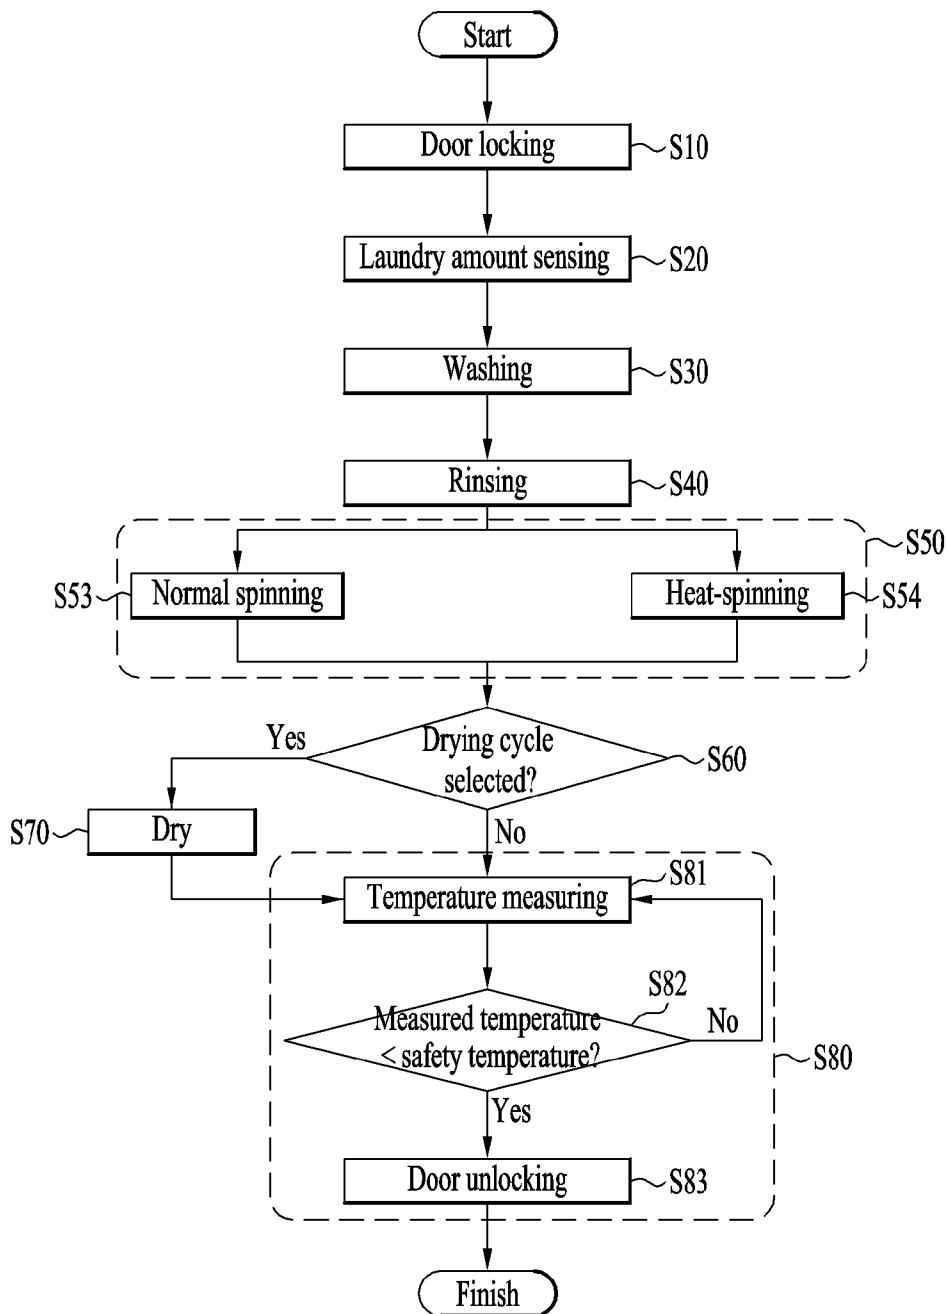 Start
Door locking
S10
Laundry amount sensing
S20
Washing
S30
Rinsing
S40
S50
S53
Normal spinning
Heat-spinning
S54
Yes
Drying cycle
selected?
S60
S70
Dry
No
S81
Temperature measuring
S82
Measured temperature
< safety temperature?
No
S80
Yes
Door unlocking
S83
Finish